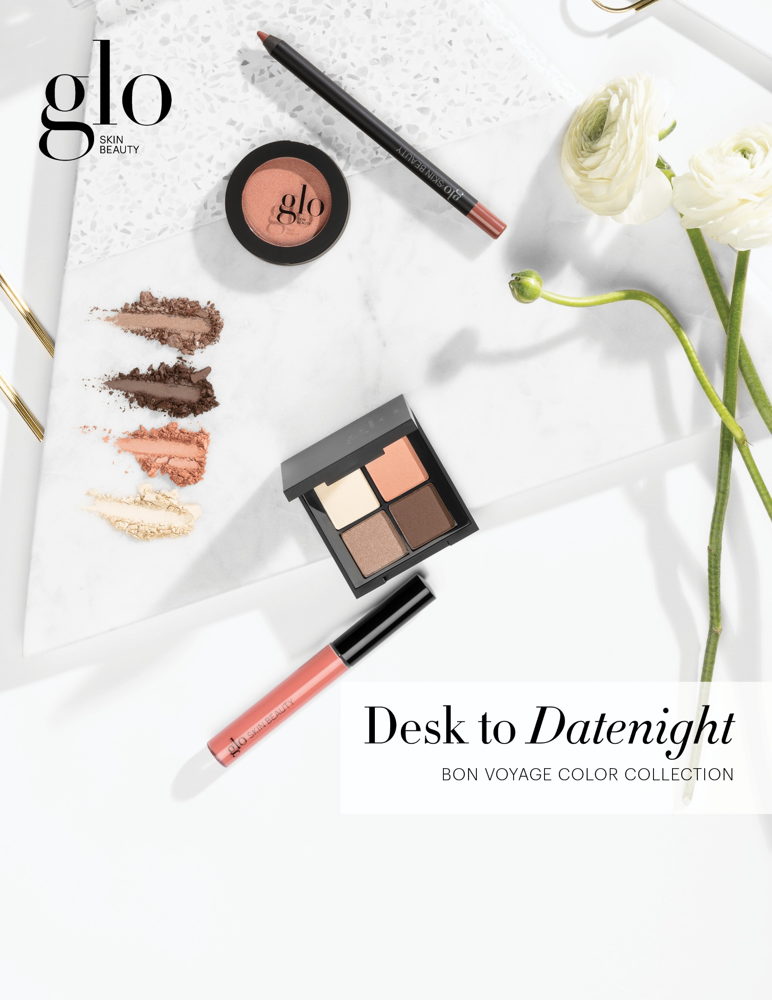 glo
SKIN
BEAUTY
glo SKIN BEAUTY
glo
SKIN
BEAUTY
glo
glo SKIN BEAUTY
Desk to Datenight
BON VOYAGE COLOR COLLECTION